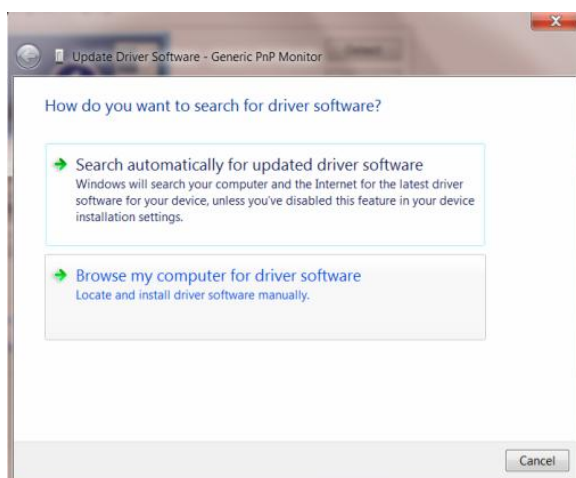 Update Driver Software - Generic PnP Monitor
How do you want to search for driver software?
Search automatically for updated driver software
Windows will search your computer and the Internet for the latest driver
software for your device, unless you've disabled this feature in your device
installation settings.
Browse my computer for driver software
Locate and install driver software manually.
Cancel